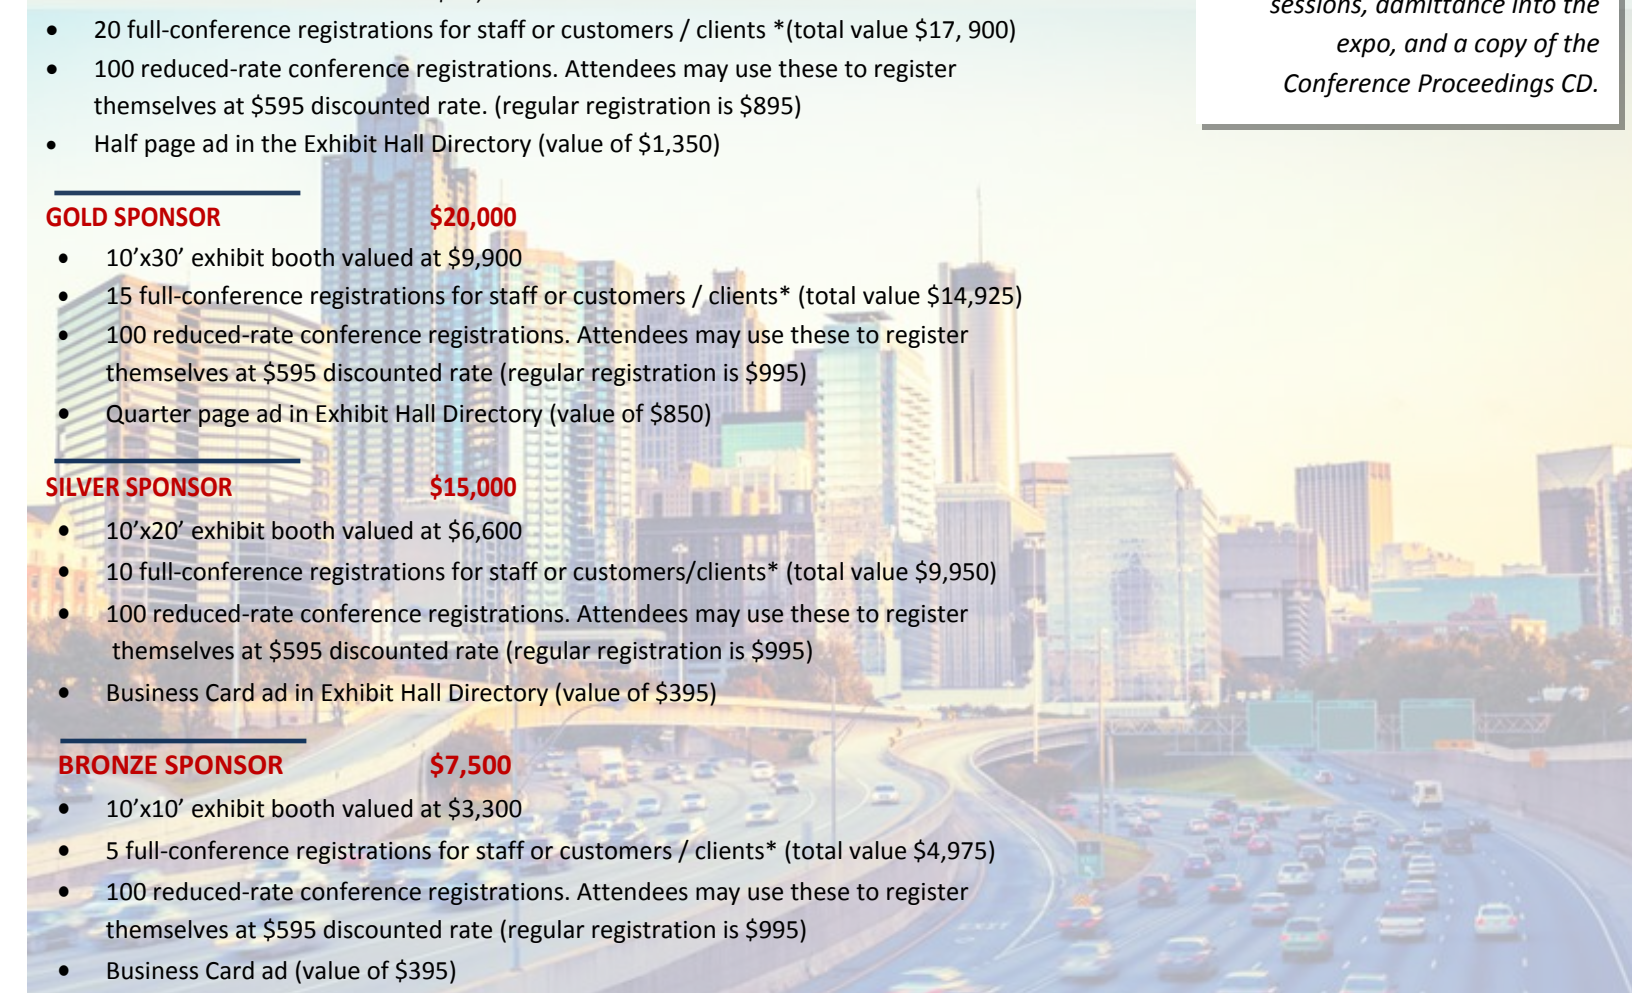 • 20 full-conference registrations for staff or customers / clients *(total value $17, 900)
• 100 reduced-rate conference registrations. Attendees may use these to register
themselves at $595 discounted rate. (regular registration is $895)
• Half page ad in the Exhibit Hall Directory (value of $1,350)
sessions, admittance into the
expo, and a copy of the
Conference Proceedings CD.
GOLD SPONSOR $20,000
• 10’x30’ exhibit booth valued at $9,900
• 15 full-conference registrations for staff or customers / clients* (total value $14,925)
• 100 reduced-rate conference registrations. Attendees may use these to register
themselves at $595 discounted rate (regular registration is $995)
• Quarter page ad in Exhibit Hall Directory (value of $850)
SILVER SPONSOR $15,000
• 10’x20’ exhibit booth valued at $6,600
• 10 full-conference registrations for staff or customers/clients* (total value $9,950)
• 100 reduced-rate conference registrations. Attendees may use these to register
themselves at $595 discounted rate (regular registration is $995)
• Business Card ad in Exhibit Hall Directory (value of $395)
BRONZE SPONSOR $7,500
• 10’x10’ exhibit booth valued at $3,300
• 5 full-conference registrations for staff or customers / clients* (total value $4,975)
• 100 reduced-rate conference registrations. Attendees may use these to register
themselves at $595 discounted rate (regular registration is $995)
• Business Card ad (value of $395)